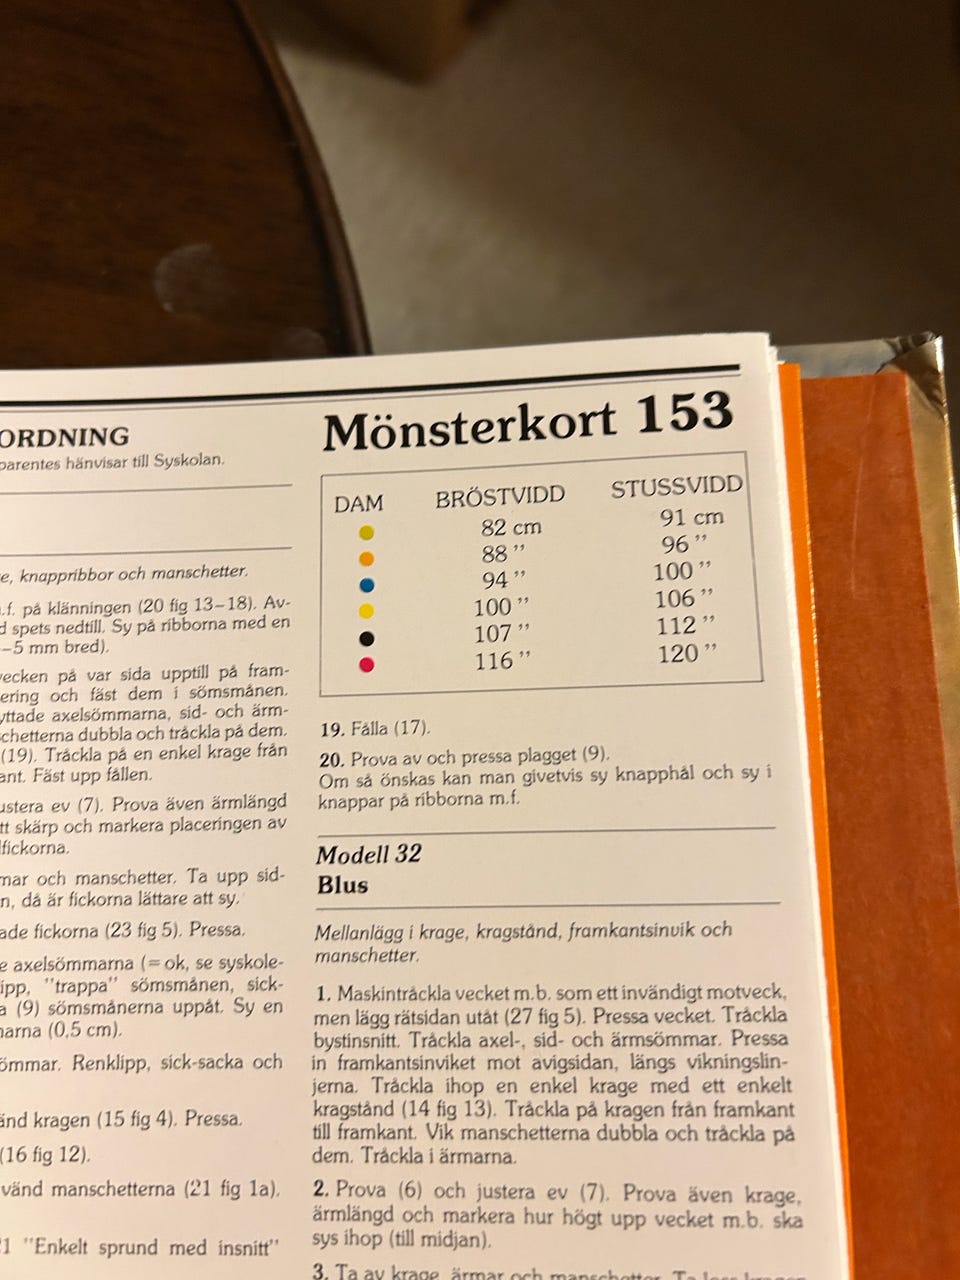 ORDNING
parentes hänvisar till Syskolan.
knappribbor och manschetter.
m.f. på klänningen (20 fig 13–18). Av-
spets nedtill. Sy på ribborna med en
–5 mm bred).
vecken på var sida upptill på fram-
ering och fäst dem i sömsmånen.
yttade axelsömmarna, sid- och ärm-
schetterna dubbla och tråckla på dem.
(19). Tråckla på en enkel krage från
ant. Fäst upp fållen.
ustera ev (7). Prova även ärmlängd
tt skärp och markera placeringen av
fickorna.
mar och manschetter. Ta upp sid-
n, då är fickorna lättare att sy.
ade fickorna (23 fig 5). Pressa.
e axelsömmarna (=ok, se syskole-
ipp, "trappa" sömsmånen, sick-
a (9) sömsmånerna uppåt. Sy en
marna (0,5 cm).
ömmar. Renklipp, sick-sacka och
änd kragen (15 fig 4). Pressa.
(16 fig 12).
vänd manschetterna (21 fig 1a).
21 "Enkelt sprund med insnitt"
Mönsterkort 153
DAM BRÖSTVIDD STUSSVIDD
82 cm 91 cm
88 " 96 "
94 " 100 "
100 " 106 "
107 " 112 "
116 " 120 "
19. Fålla (17).
20. Prova av och pressa plagget (9).
Om så önskas kan man givetvis sy knapphål och sy i
knappar på ribborna m.f.
Modell 32
Blus
Mellanlägg i krage, kragstånd, framkantsinvik och
manschetter.
1. Maskintråckla vecket m.b. som ett invändigt motveck,
men lägg rätsidan utåt (27 fig 5). Pressa vecket. Tråckla
bystinsnitt. Tråckla axel-, sid- och ärmsömmar. Pressa
in framkantsinviket mot avigsidan, längs vikningslin-
jerna. Tråckla ihop en enkel krage med ett enkelt
kragstånd (14 fig 13). Tråckla på kragen från framkant
till framkant. Vik manschetterna dubbla och tråckla på
dem. Tråckla i ärmarna.
2. Prova (6) och justera ev (7). Prova även krage,
ärmlängd och markera hur högt upp vecket m.b. ska
sys ihop (till midjan).
3. Ta av krage, ärmar och manschetter. Ta loss kragen